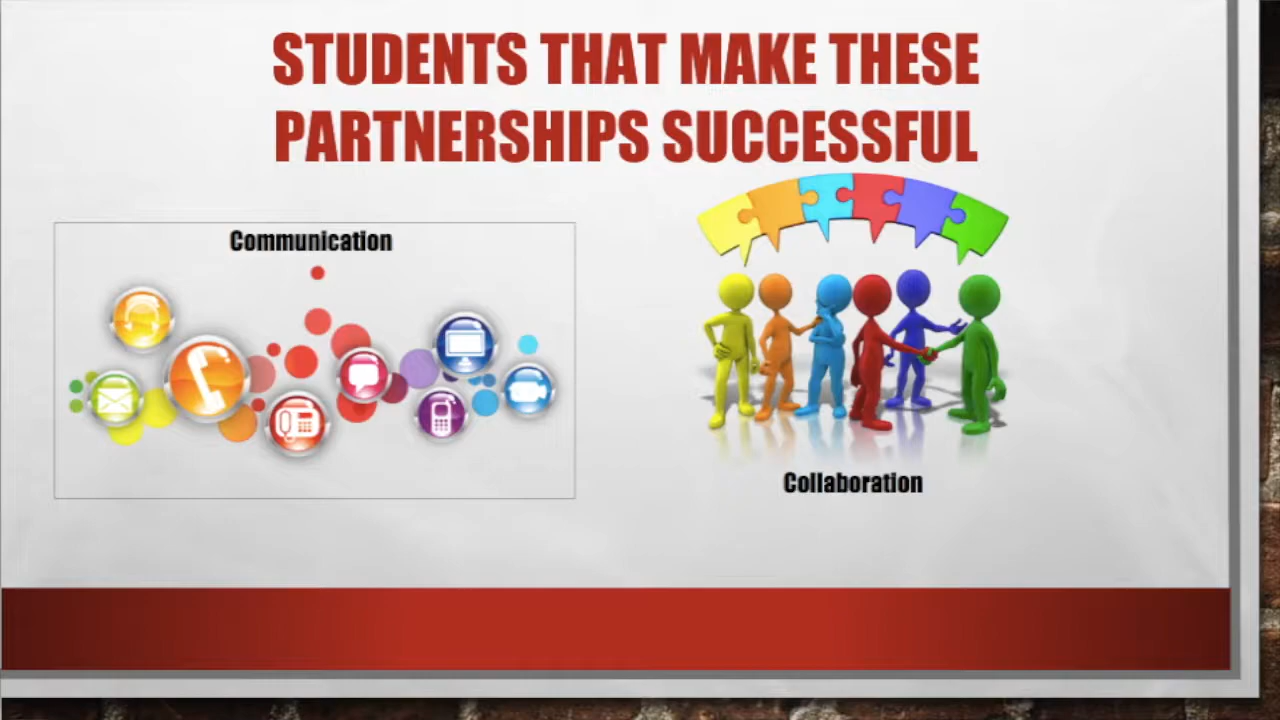 STUDENTS THAT MAKE THESE
PARTNERSHIPS SUCCESSFUL
Communication
Collaboration